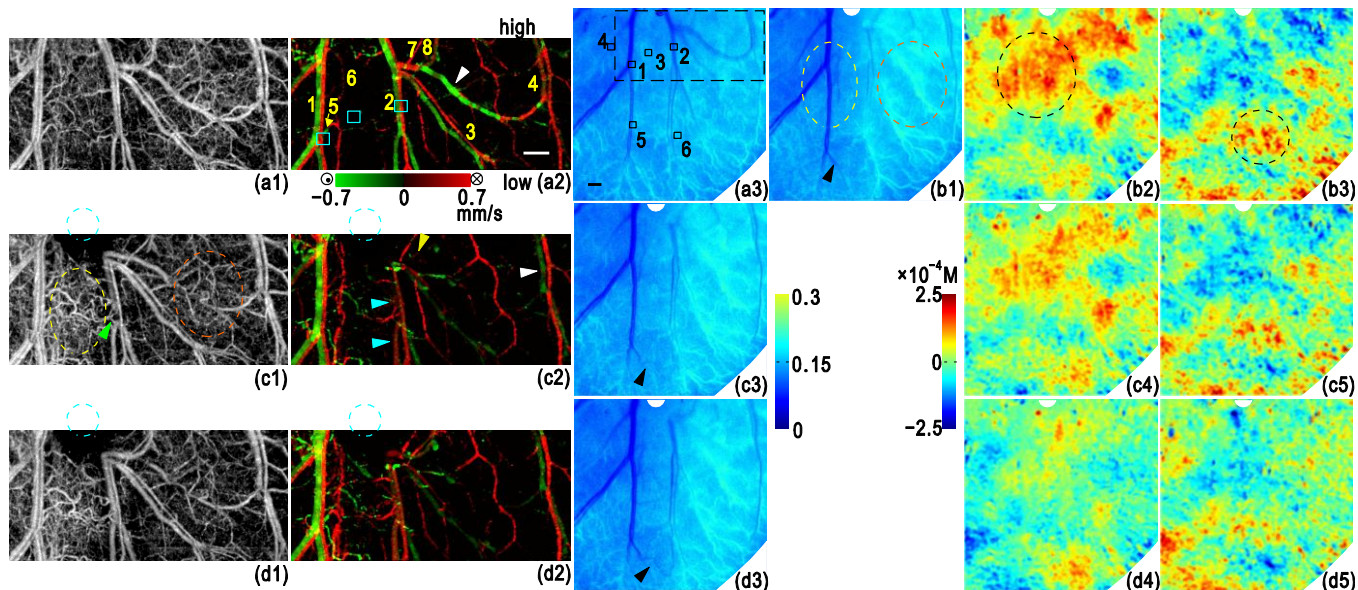 high
7 8
6
4
1
5
2
3
(a1)
low (a2)
−0.7 0 0.7
mm/s
4
2
3
1
5
6
(a3)
(b1)
(b2)
(b3)
(c1)
(c2)
(c3)
0.3
0.15
0
×10⁻⁴M
2.5
0
−2.5
(c4)
(c5)
(d1)
(d2)
(d3)
(d4)
(d5)